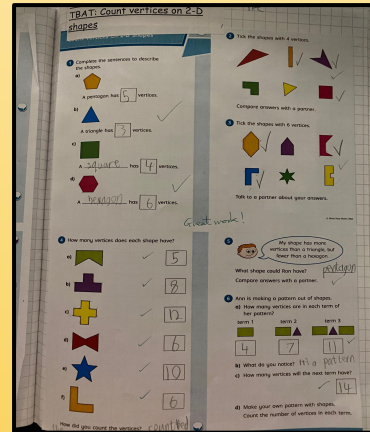 TBAT: Count vertices on 2-D
shapes
1 Complete the sentences to describe
the shapes.
a)
A pentagon has 5 vertices.
b)
A triangle has 3 vertices.
c)
A square has 4 vertices.
d)
A hexagon has 6 vertices.
Great work!
4 How many vertices does each shape have?
a) 5
b) 8
c) 12
d) 6
e) 10
f) 6
How did you count the vertices?
2 Tick the shapes with 4 vertices.
Compare answers with a partner.
3 Tick the shapes with 6 vertices.
Talk to a partner about your answers.
5
My shape has more
vertices than a triangle, but
fewer than a hexagon.
What shape could Ron have? pentagon
Compare answers with a partner.
6 Ann is making a pattern out of shapes.
a) How many vertices are in each term of
her pattern?
term 1 term 2 term 3
4 7 11
b) What do you notice? It's a pattern
c) How many vertices will the next term have?
14
d) Make your own pattern with shapes.
Count the number of vertices in each term.